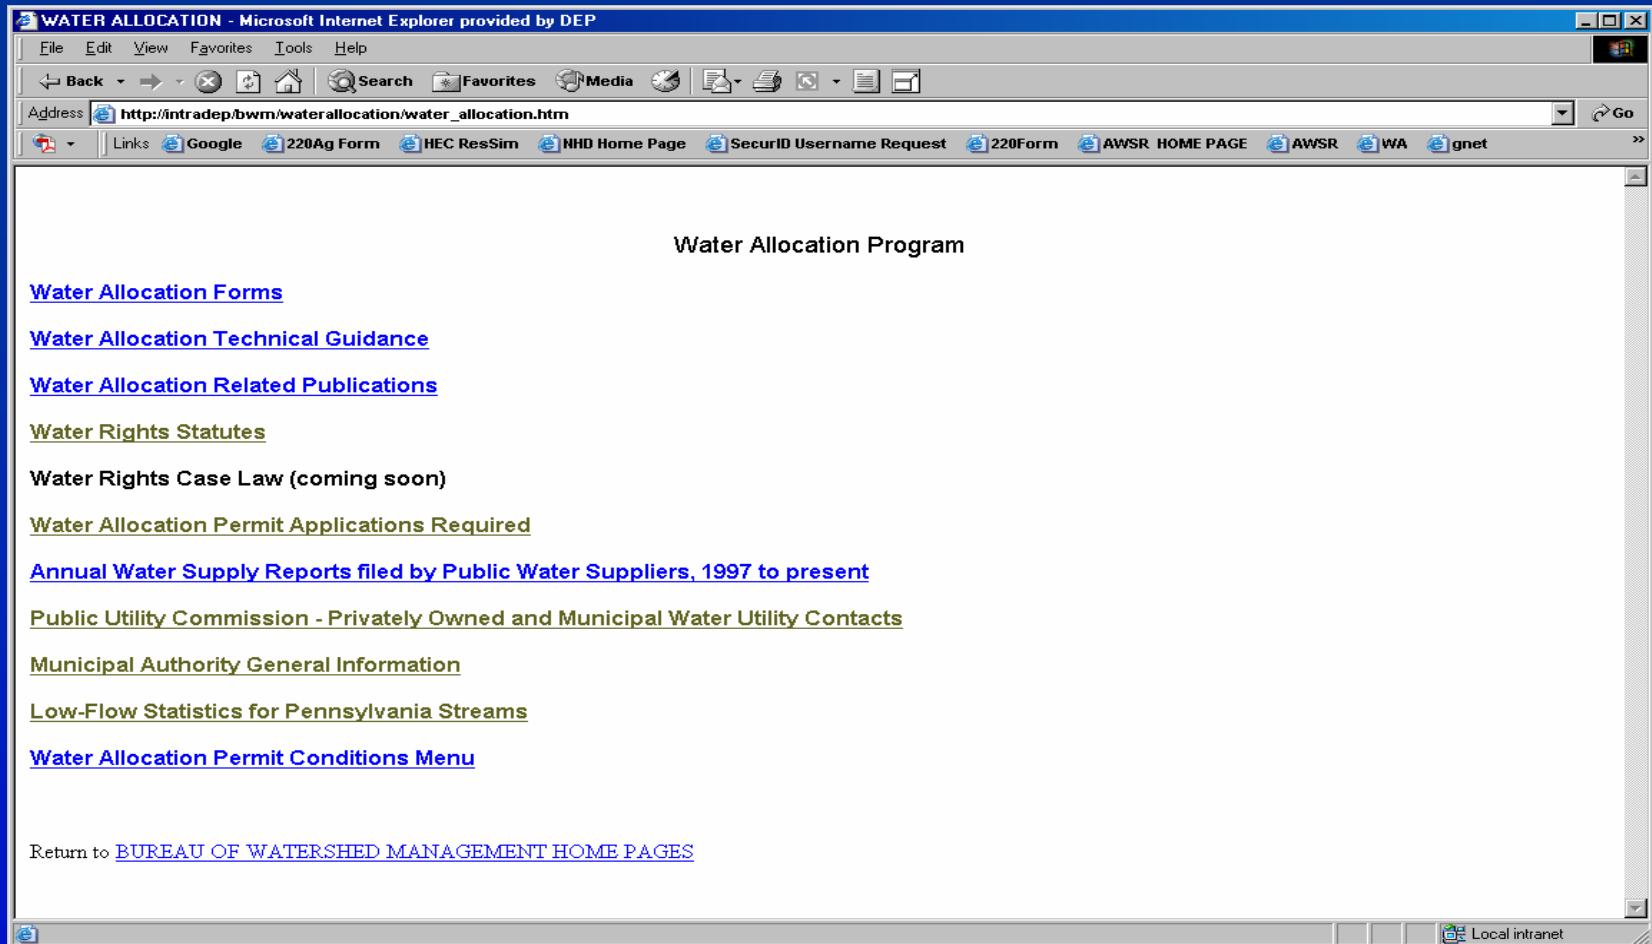 WATER ALLOCATION - Microsoft Internet Explorer provided by DEP
File Edit View Favorites Tools Help
Back Search Favorites Media
Address http://intradep/bwm/waterallocation/water_allocation.htm Go
Links Google 220Ag Form HEC ResSim NHD Home Page SecurID Username Request 220Form AWSR HOME PAGE AWSR WA gnet »
Water Allocation Program
Water Allocation Forms
Water Allocation Technical Guidance
Water Allocation Related Publications
Water Rights Statutes
Water Rights Case Law (coming soon)
Water Allocation Permit Applications Required
Annual Water Supply Reports filed by Public Water Suppliers, 1997 to present
Public Utility Commission - Privately Owned and Municipal Water Utility Contacts
Municipal Authority General Information
Low-Flow Statistics for Pennsylvania Streams
Water Allocation Permit Conditions Menu
Return to BUREAU OF WATERSHED MANAGEMENT HOME PAGES
Local intranet